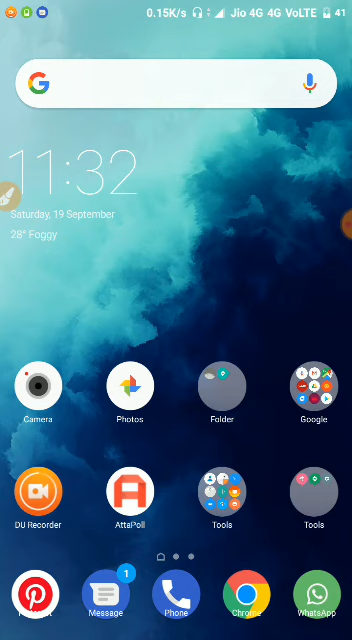 0.15K/s Jio 4G 4G VoLTE 41
11:32
Saturday, 19 September
28° Foggy
Camera Photos Folder Google
DU Recorder AttaPoll Tools Tools
1
Message Phone Chrome WhatsApp